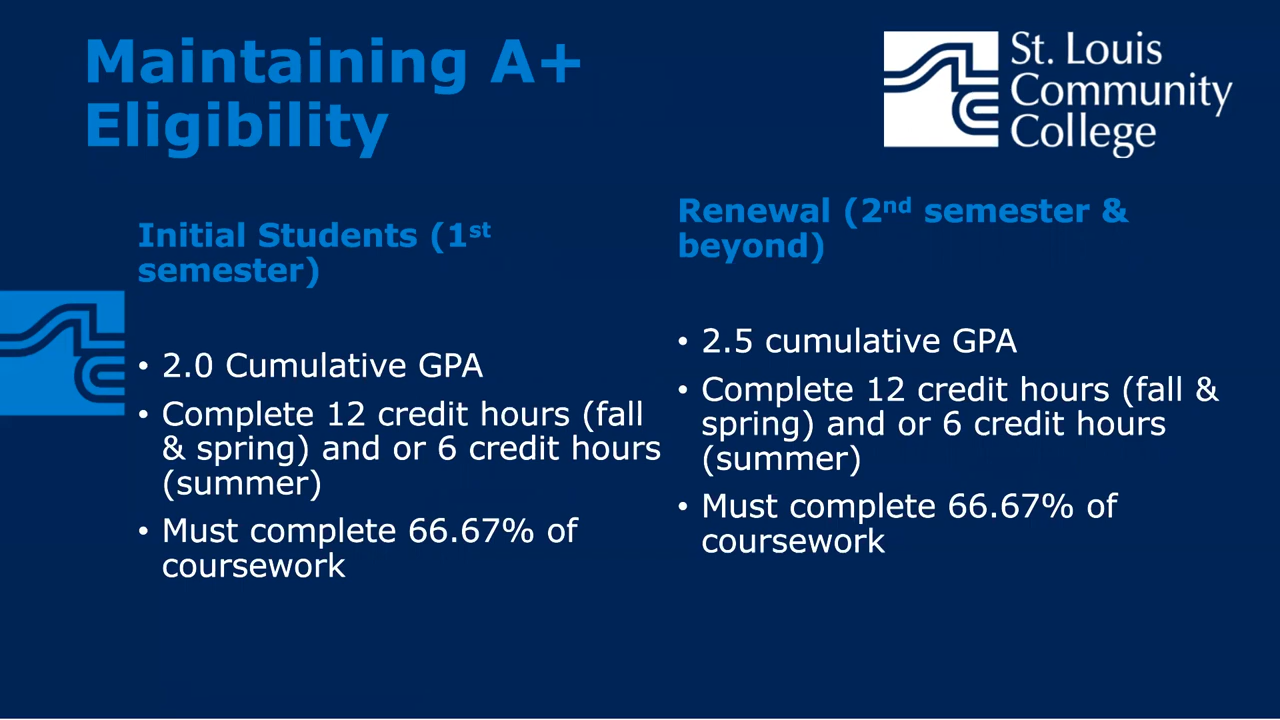 Maintaining A+
Eligibility
St. Louis
Community
College
Initial Students (1st
semester)
• 2.0 Cumulative GPA
• Complete 12 credit hours (fall
& spring) and or 6 credit hours
(summer)
• Must complete 66.67% of
coursework
Renewal (2nd semester &
beyond)
• 2.5 cumulative GPA
• Complete 12 credit hours (fall &
spring) and or 6 credit hours
(summer)
• Must complete 66.67% of
coursework